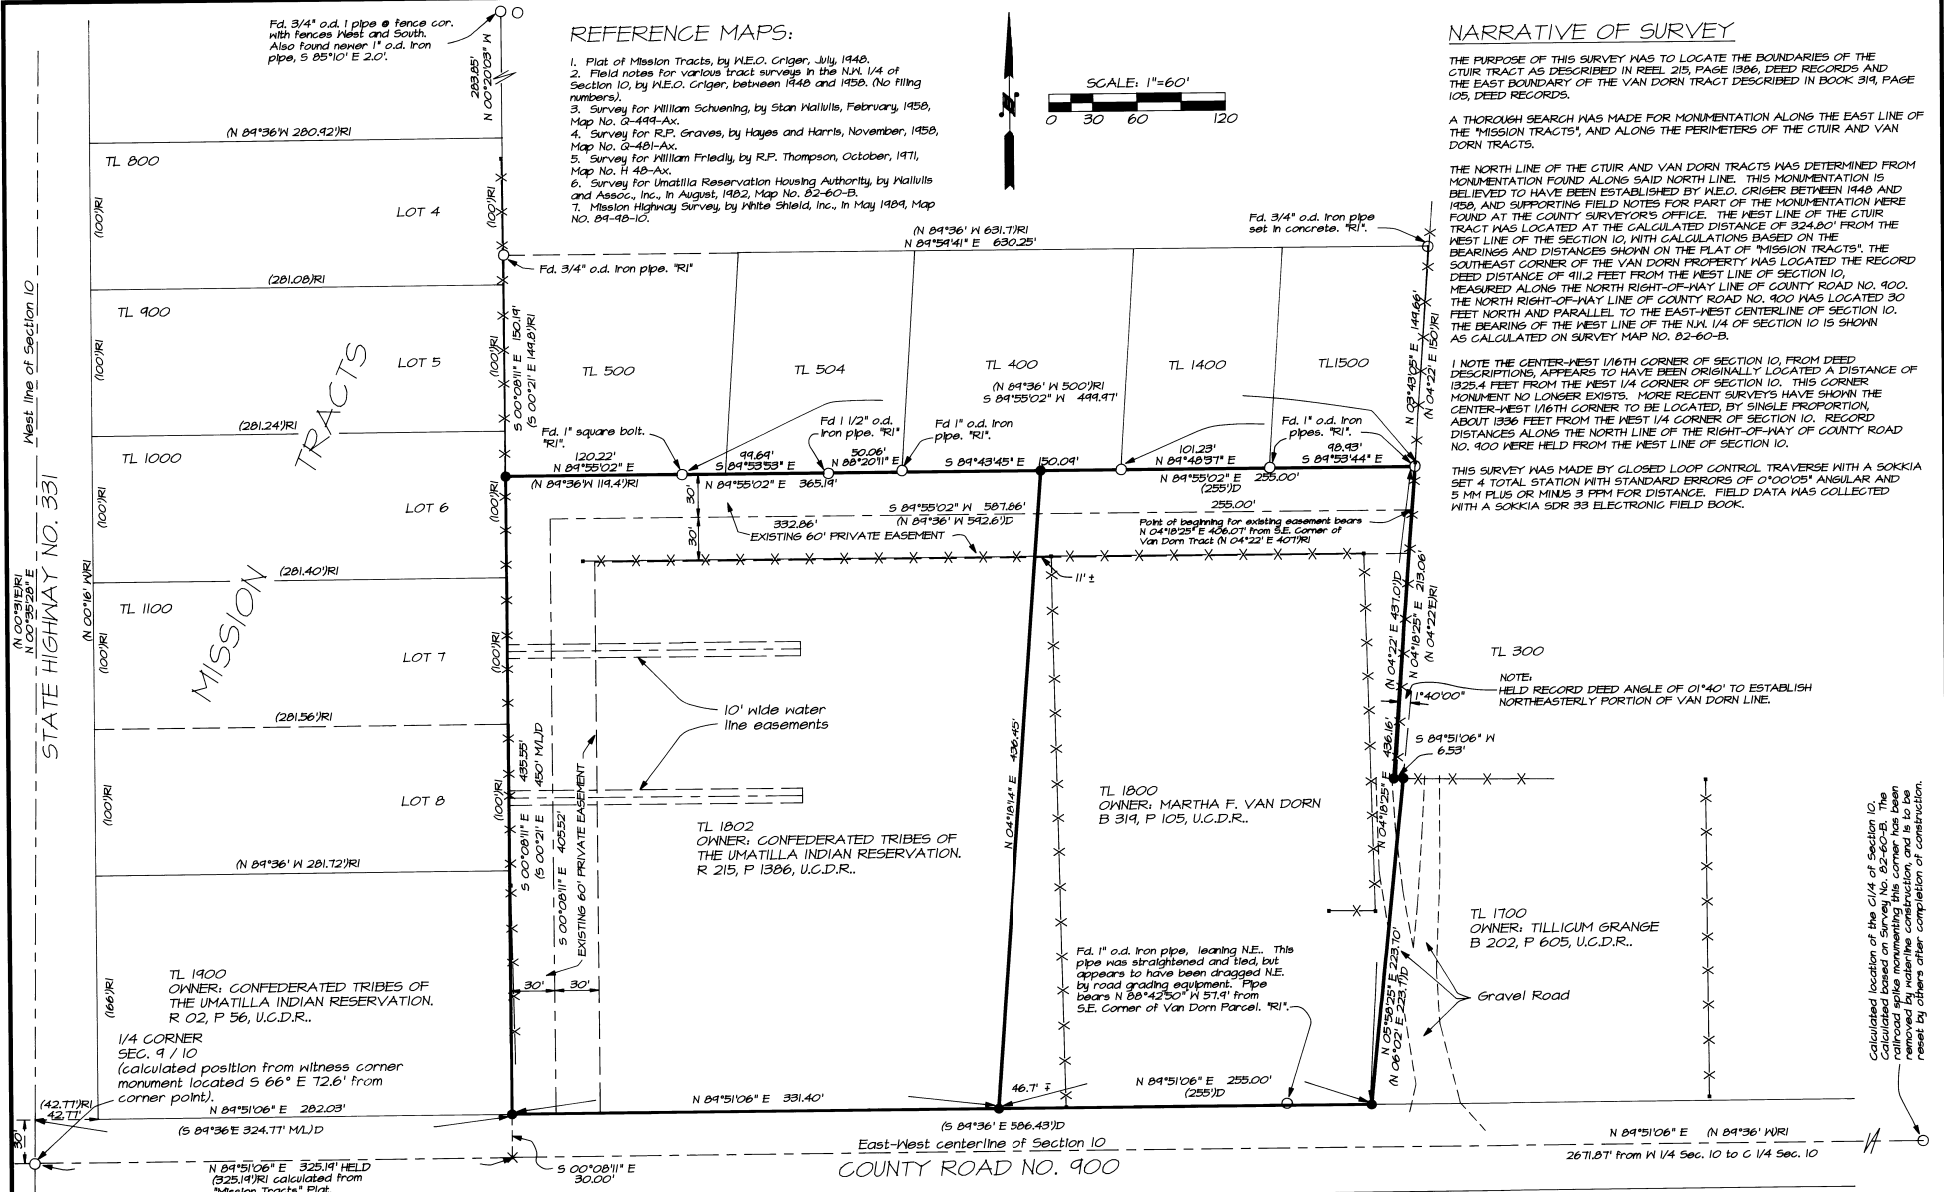 Fd. 3/4" o.d. I pipe @ fence cor.
with fences West and South.
Also found newer 1" o.d. Iron
pipe, S 85°10' E 2.0'.
283.85'
N 00°20'03" W
REFERENCE MAPS:
1. Plat of Mission Tracts, by W.E.O. Criger, July, 1948.
2. Field notes for various tract surveys in the N.W. 1/4 of
Section 10, by W.E.O. Criger, between 1948 and 1958. (No filing
numbers).
3. Survey for William Schuening, by Stan Wallulis, February, 1958,
Map No. Q-499-Ax.
4. Survey for R.P. Graves, by Hayes and Harris, November, 1958,
Map No. Q-481-Ax.
5. Survey for William Friedly, by R.P. Thompson, October, 1971,
Map No. H 48-Ax.
6. Survey for Umatilla Reservation Housing Authority, by Wallulis
and Assoc., Inc., in August, 1982, Map No. 82-60-B.
7. Mission Highway Survey, by White Shield, Inc., in May 1989, Map
NO. 89-98-10.
SCALE: 1"=60'
0 30 60 120
NARRATIVE OF SURVEY
THE PURPOSE OF THIS SURVEY WAS TO LOCATE THE BOUNDARIES OF THE
CTUIR TRACT AS DESCRIBED IN REEL 215, PAGE 1386, DEED RECORDS AND
THE EAST BOUNDARY OF THE VAN DORN TRACT DESCRIBED IN BOOK 319, PAGE
105, DEED RECORDS.
A THOROUGH SEARCH WAS MADE FOR MONUMENTATION ALONG THE EAST LINE OF
THE "MISSION TRACTS", AND ALONG THE PERIMETERS OF THE CTUIR AND VAN
DORN TRACTS.
THE NORTH LINE OF THE CTUIR AND VAN DORN TRACTS WAS DETERMINED FROM
MONUMENTATION FOUND ALONG SAID NORTH LINE. THIS MONUMENTATION IS
BELIEVED TO HAVE BEEN ESTABLISHED BY W.E.O. CRIGER BETWEEN 1948 AND
1958, AND SUPPORTING FIELD NOTES FOR PART OF THE MONUMENTATION WERE
FOUND AT THE COUNTY SURVEYOR'S OFFICE. THE WEST LINE OF THE CTUIR
TRACT WAS LOCATED AT THE CALCULATED DISTANCE OF 324.80' FROM THE
WEST LINE OF THE SECTION 10, WITH CALCULATIONS BASED ON THE
BEARINGS AND DISTANCES SHOWN ON THE PLAT OF "MISSION TRACTS". THE
SOUTHEAST CORNER OF THE VAN DORN PROPERTY WAS LOCATED THE RECORD
DEED DISTANCE OF 911.2 FEET FROM THE WEST LINE OF SECTION 10,
MEASURED ALONG THE NORTH RIGHT-OF-WAY LINE OF COUNTY ROAD NO. 900.
THE NORTH RIGHT-OF-WAY LINE OF COUNTY ROAD NO. 900 WAS LOCATED 30
FEET NORTH AND PARALLEL TO THE EAST-WEST CENTERLINE OF SECTION 10.
THE BEARING OF THE WEST LINE OF THE N.W. 1/4 OF SECTION 10 IS SHOWN
AS CALCULATED ON SURVEY MAP NO. 82-60-B.
I NOTE THE CENTER-WEST 1/16TH CORNER OF SECTION 10, FROM DEED
DESCRIPTIONS, APPEARS TO HAVE BEEN ORIGINALLY LOCATED A DISTANCE OF
1325.4 FEET FROM THE WEST 1/4 CORNER OF SECTION 10. THIS CORNER
MONUMENT NO LONGER EXISTS. MORE RECENT SURVEYS HAVE SHOWN THE
CENTER-WEST 1/16TH CORNER TO BE LOCATED, BY SINGLE PROPORTION,
ABOUT 1336 FEET FROM THE WEST 1/4 CORNER OF SECTION 10. RECORD
DISTANCES ALONG THE NORTH LINE OF THE RIGHT-OF-WAY OF COUNTY ROAD
NO. 900 WERE HELD FROM THE WEST LINE OF SECTION 10.
THIS SURVEY WAS MADE BY CLOSED LOOP CONTROL TRAVERSE WITH A SOKKIA
SET 4 TOTAL STATION WITH STANDARD ERRORS OF 0°00'05" ANGULAR AND
5 MM PLUS OR MINUS 3 PPM FOR DISTANCE. FIELD DATA WAS COLLECTED
WITH A SOKKIA SDR 33 ELECTRONIC FIELD BOOK.
(N 89°36'W 280.92')R1
TL 800
LOT 4
(100')R1
(100')R1
(281.08')R1
TL 900
LOT 5
(100')R1
(100')R1
(281.24')R1
TL 1000
LOT 6
(100')R1
(100')R1
(281.40')R1
TL 1100
LOT 7
(100')R1
(100')R1
(281.56')R1
LOT 8
(100')R1
(100')R1
(N 89°36' W 281.72')R1
MISSION TRACTS
West line of Section 10
STATE HIGHWAY NO. 331
(N 00°31'E)R1
N 00°35'28" E
(N 00°16' W)R1
(N 89°36' W 631.7')R1
N 89°59'41" E 630.25'
Fd. 3/4" o.d. iron pipe
set in concrete. "R1".
Fd. 3/4" o.d. Iron pipe. "R1"
S 00°08'11" E 150.19'
(S 00°21' E 149.8')R1
N 03°43'05" E 149.66'
(N 04°22' E 150')R1
TL 500
TL 504
TL 400
TL 1400
TL1500
(N 89°36' W 500')R1
S 89°55'02" W 499.97'
Fd. 1" square bolt.
"R1".
Fd 1 1/2" o.d.
Iron pipe. "R1"
Fd 1" o.d. Iron
pipe. "R1".
Fd. 1" o.d. Iron
pipes. "R1".
120.22'
N 89°55'02" E
99.69'
S 89°53'53" E
50.06'
N 88°20'11" E
S 89°43'45" E 150.09'
101.23'
N 89°48'37" E
98.93'
S 89°53'44" E
(N 89°36'W 119.4')R1
N 89°55'02" E 365.19'
N 89°55'02" E 255.00'
(255')D
30'
30'
S 89°55'02" W 587.86'
(N 89°36' W 592.6')D
332.86'
255.00'
EXISTING 60' PRIVATE EASEMENT
Point of beginning for existing easement bears
N 04°18'25" E 406.07' from S.E. Corner of
Van Dorn Tract (N 04°22' E 407')R1
11' ±
(N 04°22' E 437.0')D
N 04°18'25" E 213.06'
(N 04°22'E)R1
TL 300
NOTE:
HELD RECORD DEED ANGLE OF 01°40' TO ESTABLISH
NORTHEASTERLY PORTION OF VAN DORN LINE.
1°40'00"
S 89°51'06" W
6.53'
N 04°18'25" E 436.16'
10' wide water
line easements
S 00°08'11" E 435.55'
(S 00°21' E 450' M/L)D
S 00°08'11" E 405.52'
EXISTING 60' PRIVATE EASEMENT
30'
30'
N 04°18'14" E 436.45'
TL 1802
OWNER: CONFEDERATED TRIBES OF
THE UMATILLA INDIAN RESERVATION.
R 215, P 1386, U.C.D.R..
TL 1800
OWNER: MARTHA F. VAN DORN
B 319, P 105, U.C.D.R..
TL 1700
OWNER: TILLICUM GRANGE
B 202, P 605, U.C.D.R..
Gravel Road
N 05°58'25" E 223.70'
(N 06°02' E 223.7')D
Fd. 1" o.d. Iron pipe, leaning N.E.. This
pipe was straightened and tied, but
appears to have been dragged N.E.
by road grading equipment. Pipe
bears N 88°42'50" W 57.9' from
S.E. Corner of Van Dorn Parcel. "R1".
TL 1900
OWNER: CONFEDERATED TRIBES OF
THE UMATILLA INDIAN RESERVATION.
R 02, P 56, U.C.D.R..
(166')R1
1/4 CORNER
SEC. 9 / 10
(calculated position from witness corner
monument located S 66° E 72.6' from
corner point).
(42.77')R1
42.77'
30'
N 89°51'06" E 282.03'
(S 89°36'E 324.77' M/L)D
N 89°51'06" E 325.19' HELD
(325.19')R1 calculated from
"Mission Tracts" Plat.
S 00°08'11" E
30.00'
N 89°51'06" E 331.40'
46.7' ∓
N 89°51'06" E 255.00'
(255')D
(S 89°36' E 586.43')D
East-West centerline of Section 10
COUNTY ROAD NO. 900
N 89°51'06" E (N 89°36' W)R1
2671.87' from W 1/4 Sec. 10 to C 1/4 Sec. 10
Calculated location of the C1/4 of Section 10.
Calculated based on Survey No. 82-60-B. The
railroad spike monumenting this corner has been
removed by waterline construction, and is to be
reset by others after completion of construction.